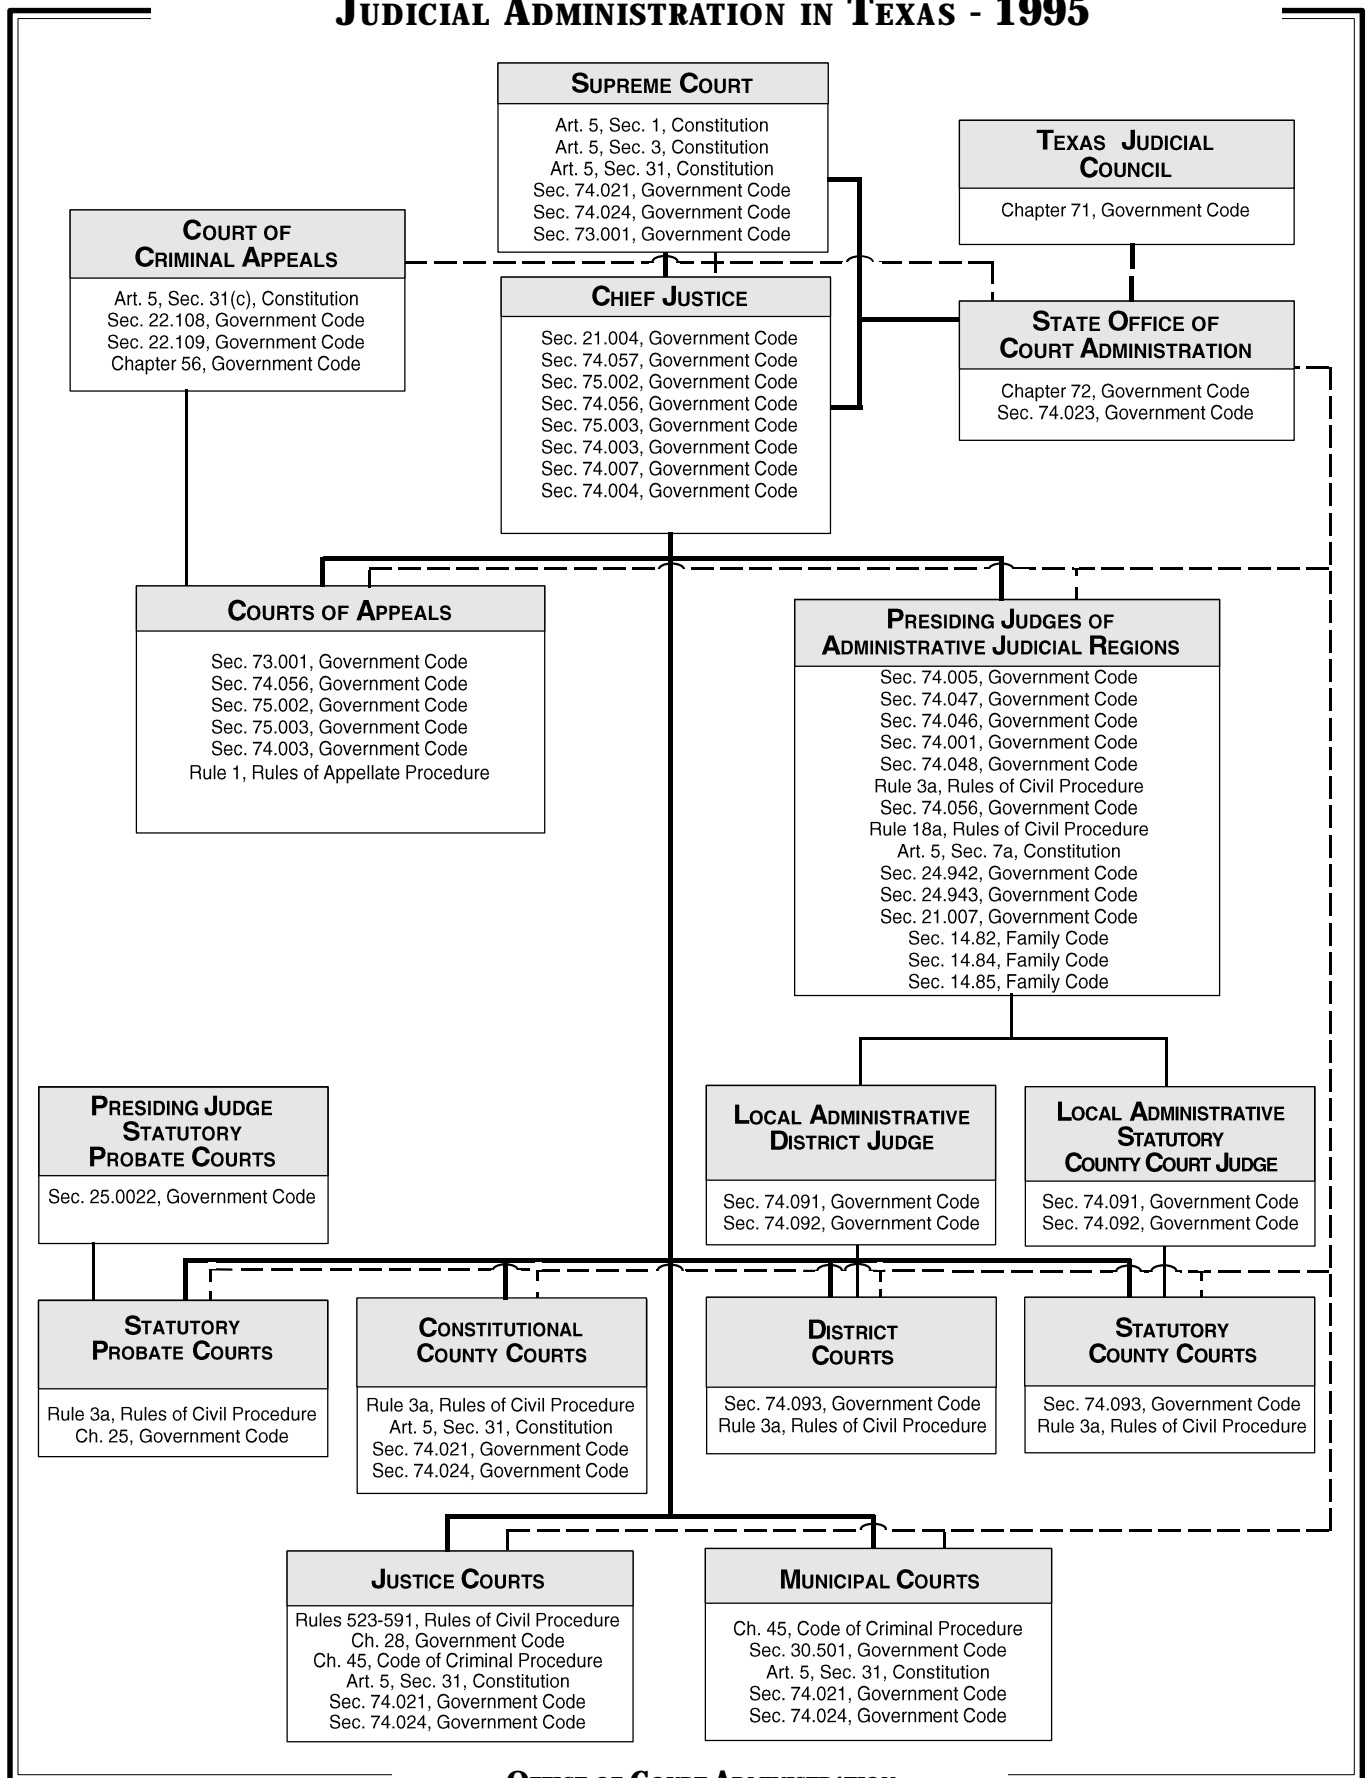 JUDICIAL ADMINISTRATION IN TEXAS - 1995
SUPREME COURT
Art. 5, Sec. 1, Constitution
Art. 5, Sec. 3, Constitution
Art. 5, Sec. 31, Constitution
Sec. 74.021, Government Code
Sec. 74.024, Government Code
Sec. 73.001, Government Code
TEXAS JUDICIAL
COUNCIL
Chapter 71, Government Code
COURT OF
CRIMINAL APPEALS
Art. 5, Sec. 31(c), Constitution
Sec. 22.108, Government Code
Sec. 22.109, Government Code
Chapter 56, Government Code
CHIEF JUSTICE
Sec. 21.004, Government Code
Sec. 74.057, Government Code
Sec. 75.002, Government Code
Sec. 74.056, Government Code
Sec. 75.003, Government Code
Sec. 74.003, Government Code
Sec. 74.007, Government Code
Sec. 74.004, Government Code
STATE OFFICE OF
COURT ADMINISTRATION
Chapter 72, Government Code
Sec. 74.023, Government Code
COURTS OF APPEALS
Sec. 73.001, Government Code
Sec. 74.056, Government Code
Sec. 75.002, Government Code
Sec. 75.003, Government Code
Sec. 74.003, Government Code
Rule 1, Rules of Appellate Procedure
PRESIDING JUDGES OF
ADMINISTRATIVE JUDICIAL REGIONS
Sec. 74.005, Government Code
Sec. 74.047, Government Code
Sec. 74.046, Government Code
Sec. 74.001, Government Code
Sec. 74.048, Government Code
Rule 3a, Rules of Civil Procedure
Sec. 74.056, Government Code
Rule 18a, Rules of Civil Procedure
Art. 5, Sec. 7a, Constitution
Sec. 24.942, Government Code
Sec. 24.943, Government Code
Sec. 21.007, Government Code
Sec. 14.82, Family Code
Sec. 14.84, Family Code
Sec. 14.85, Family Code
PRESIDING JUDGE
STATUTORY
PROBATE COURTS
Sec. 25.0022, Government Code
LOCAL ADMINISTRATIVE
DISTRICT JUDGE
Sec. 74.091, Government Code
Sec. 74.092, Government Code
LOCAL ADMINISTRATIVE
STATUTORY
COUNTY COURT JUDGE
Sec. 74.091, Government Code
Sec. 74.092, Government Code
STATUTORY
PROBATE COURTS
Rule 3a, Rules of Civil Procedure
Ch. 25, Government Code
CONSTITUTIONAL
COUNTY COURTS
Rule 3a, Rules of Civil Procedure
Art. 5, Sec. 31, Constitution
Sec. 74.021, Government Code
Sec. 74.024, Government Code
DISTRICT
COURTS
Sec. 74.093, Government Code
Rule 3a, Rules of Civil Procedure
STATUTORY
COUNTY COURTS
Sec. 74.093, Government Code
Rule 3a, Rules of Civil Procedure
JUSTICE COURTS
Rules 523-591, Rules of Civil Procedure
Ch. 28, Government Code
Ch. 45, Code of Criminal Procedure
Art. 5, Sec. 31, Constitution
Sec. 74.021, Government Code
Sec. 74.024, Government Code
MUNICIPAL COURTS
Ch. 45, Code of Criminal Procedure
Sec. 30.501, Government Code
Art. 5, Sec. 31, Constitution
Sec. 74.021, Government Code
Sec. 74.024, Government Code
OFFICE OF COURT ADMINISTRATION